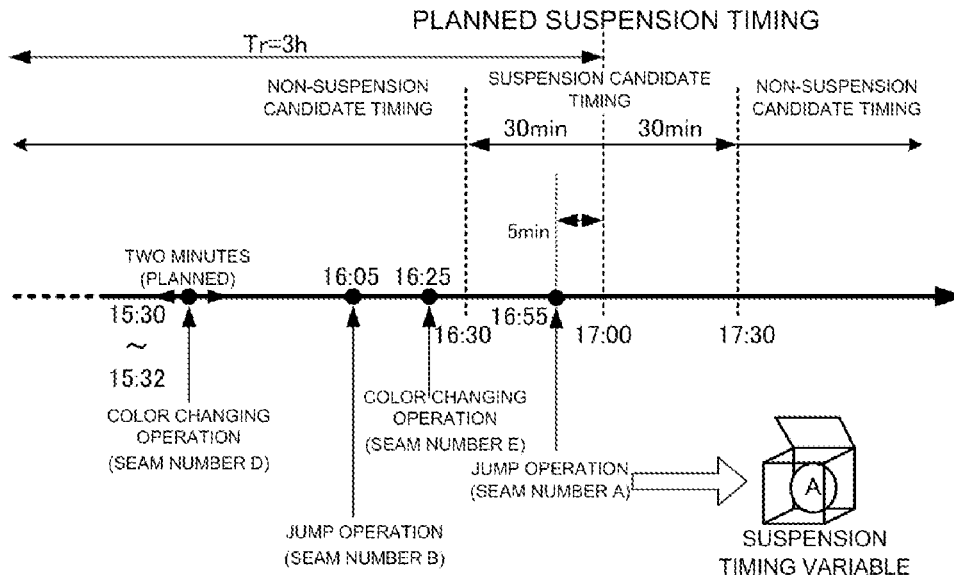 PLANNED SUSPENSION TIMING
Tr=3h
NON-SUSPENSION
CANDIDATE TIMING
SUSPENSION CANDIDATE
TIMING
NON-SUSPENSION
CANDIDATE TIMING
30min
30min
5min
TWO MINUTES
(PLANNED)
16:05
16:25
15:30
~
15:32
16:30
16:55
17:00
17:30
COLOR CHANGING
OPERATION
(SEAM NUMBER D)
COLOR CHANGING
OPERATION
(SEAM NUMBER E)
JUMP OPERATION
(SEAM NUMBER A)
A
JUMP OPERATION
(SEAM NUMBER B)
SUSPENSION
TIMING VARIABLE